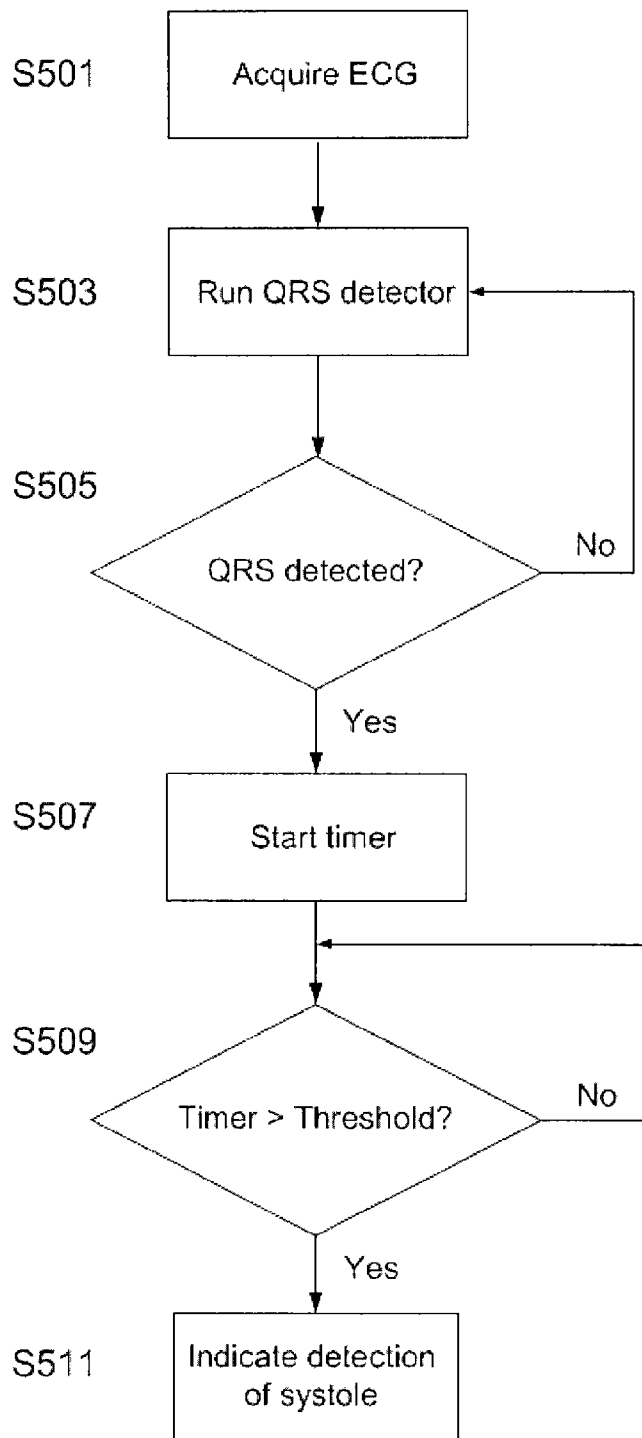 S501
Acquire ECG
S503
Run QRS detector
S505
QRS detected?
No
Yes
S507
Start timer
S509
Timer > Threshold?
No
Yes
S511
Indicate detection
of systole